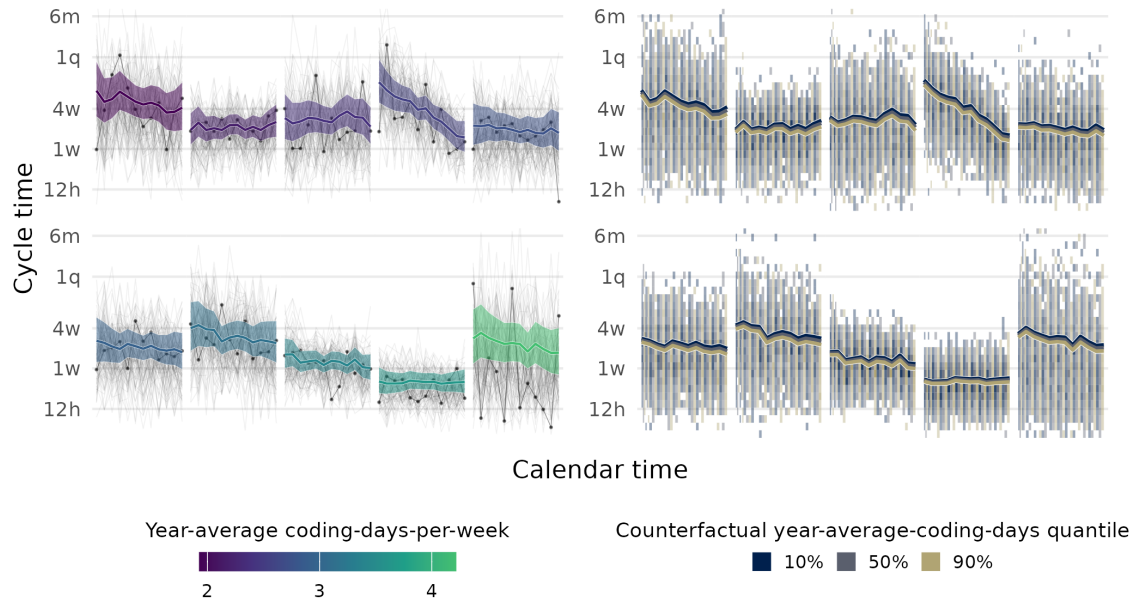 6m
1q
4w
1w
12h
6m
1q
4w
1w
12h
6m
1q
4w
1w
12h
6m
1q
4w
1w
12h
Cycle time
Calendar time
Year-average coding-days-per-week
2 3 4
Counterfactual year-average-coding-days quantile
10% 50% 90%